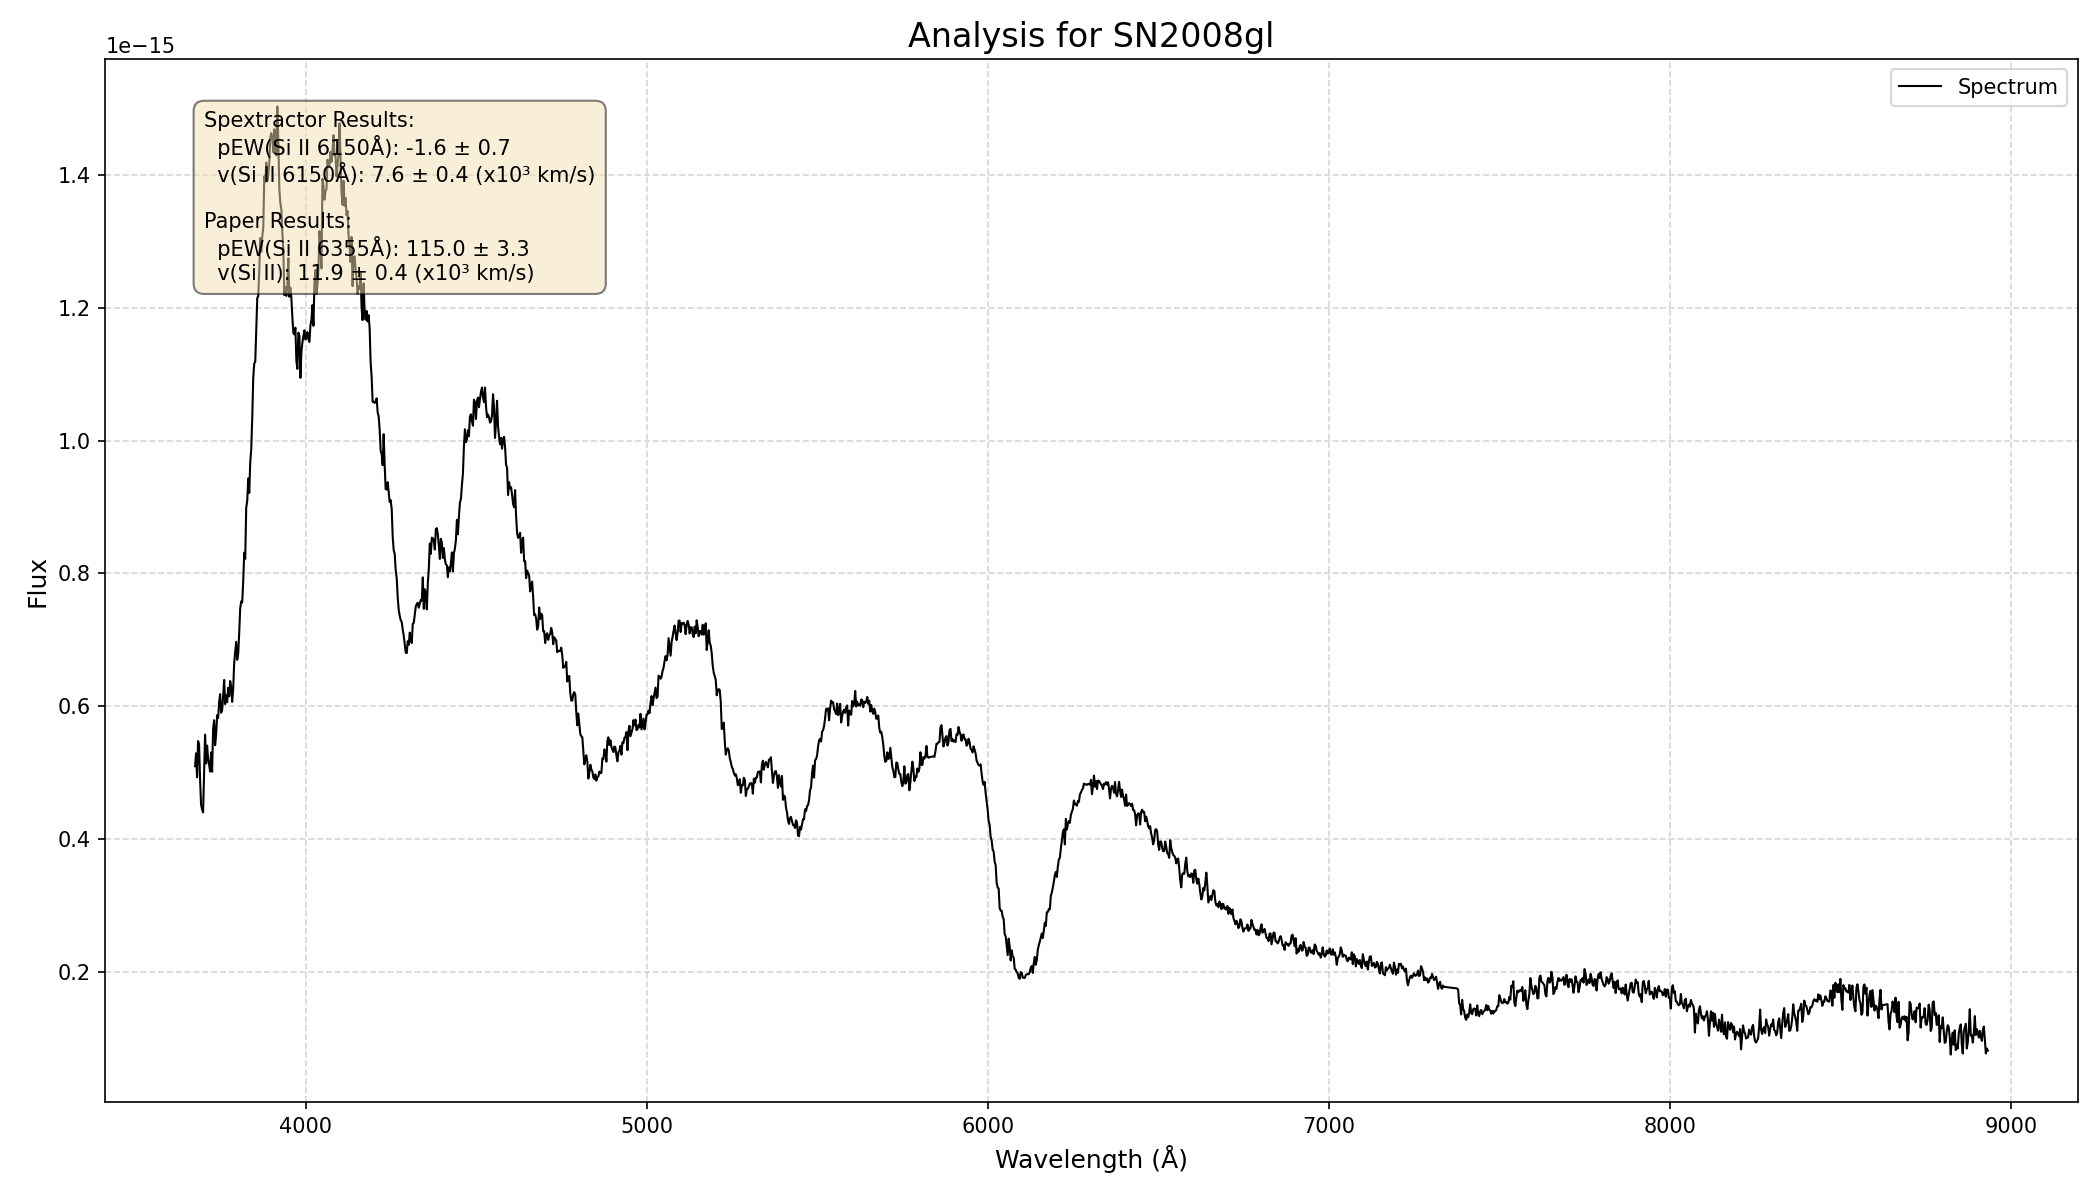 Analysis for SN2008gl
1e−15
Spectrum
Spextractor Results:
pEW(Si II 6150Å): -1.6 ± 0.7
v(Si II 6150Å): 7.6 ± 0.4 (x10³ km/s)
Paper Results:
pEW(Si II 6355Å): 115.0 ± 3.3
v(Si II): 11.9 ± 0.4 (x10³ km/s)
1.4
1.2
1.0
0.8
0.6
0.4
0.2
Flux
4000 5000 6000 7000 8000 9000
Wavelength (Å)